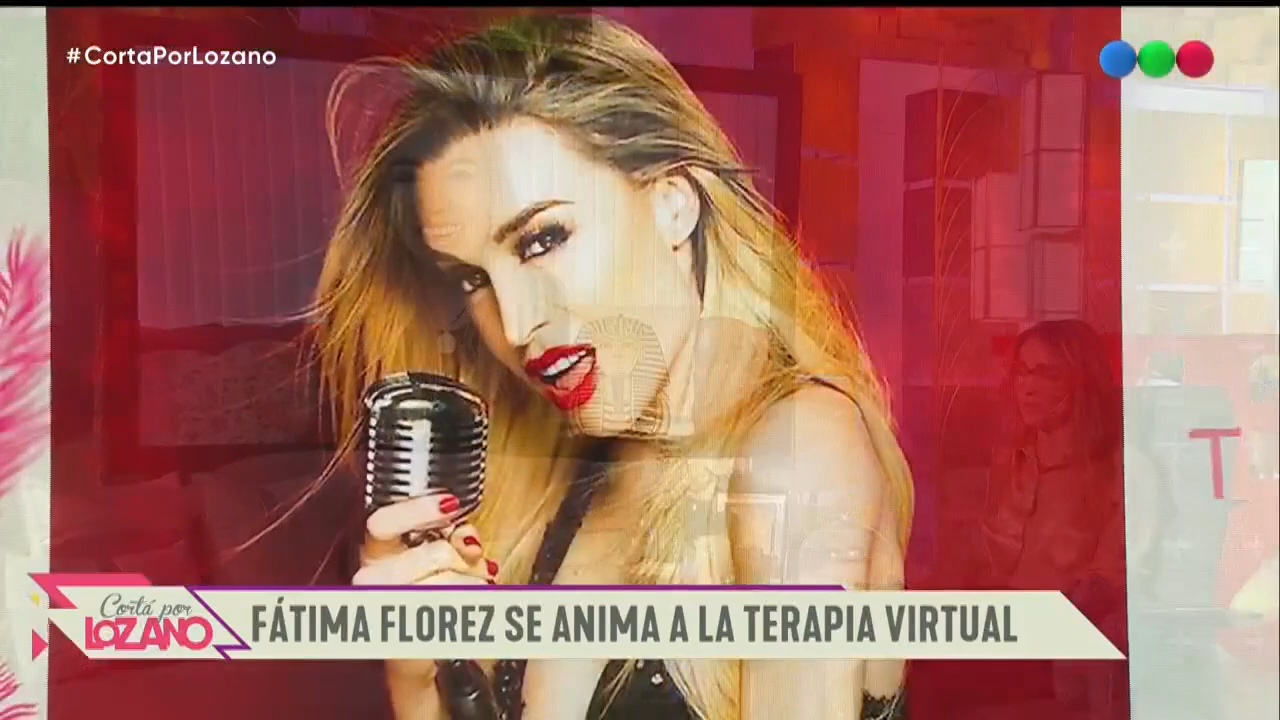 #CortaPorLozano
T
Cortá por
LOZANO
FÁTIMA FLOREZ SE ANIMA A LA TERAPIA VIRTUAL